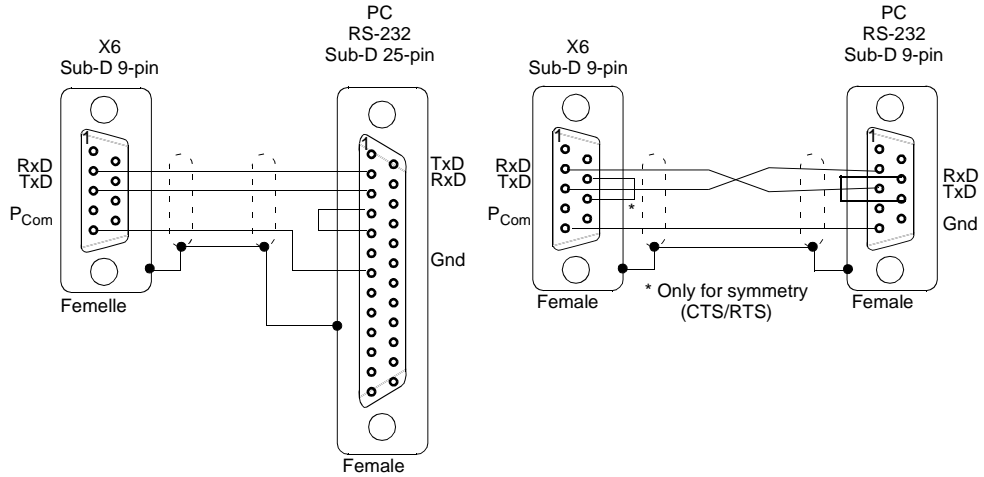 X6
Sub-D 9-pin
PC
RS-232
Sub-D 25-pin
1
1
RxD
TxD
PCom
TxD
RxD
Gnd
Femelle
Female
X6
Sub-D 9-pin
PC
RS-232
Sub-D 9-pin
1
1
RxD
TxD
PCom
*
RxD
TxD
Gnd
Female
* Only for symmetry
(CTS/RTS)
Female